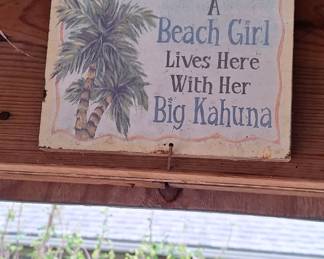 A
Beach Girl
Lives Here
With Her
Big Kahuna